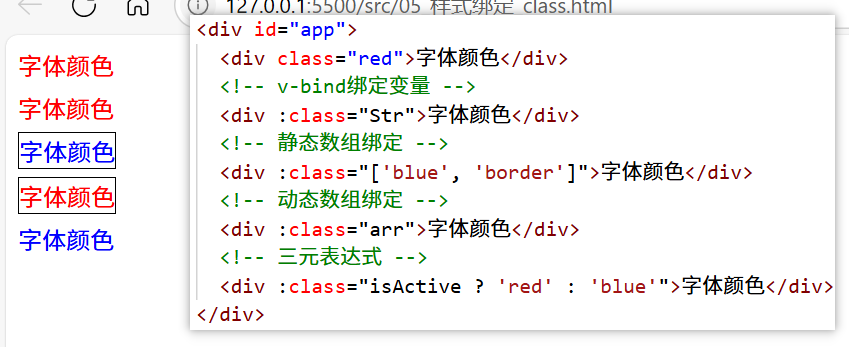 127.0.0.1:5500/src/05_样式绑定_class.html
字体颜色
字体颜色
字体颜色
字体颜色
字体颜色
<div id="app">
<div class="red">字体颜色</div>
<!-- v-bind绑定变量 -->
<div :class="Str">字体颜色</div>
<!-- 静态数组绑定 -->
<div :class="['blue', 'border']">字体颜色</div>
<!-- 动态数组绑定 -->
<div :class="arr">字体颜色</div>
<!-- 三元表达式 -->
<div :class="isActive ? 'red' : 'blue'">字体颜色</div>
</div>